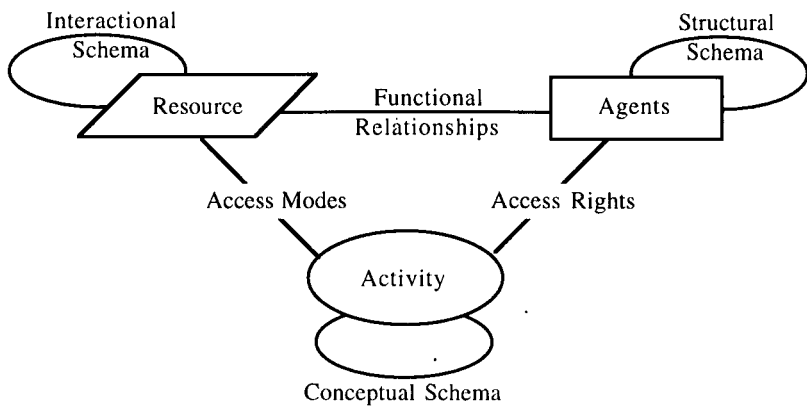 Interactional
Schema
Structural
Schema
Resource
Functional
Relationships
Agents
Access Modes
Access Rights
Activity
Conceptual Schema